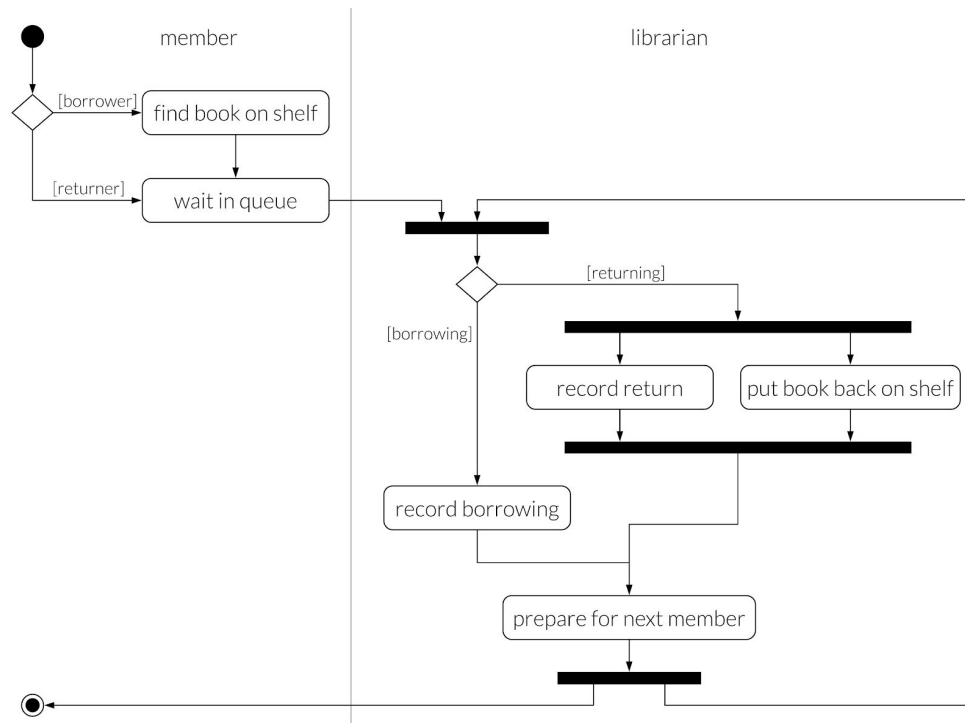 member
librarian
[borrower]
find book on shelf
[returner]
wait in queue
[returning]
[borrowing]
record return
put book back on shelf
record borrowing
prepare for next member